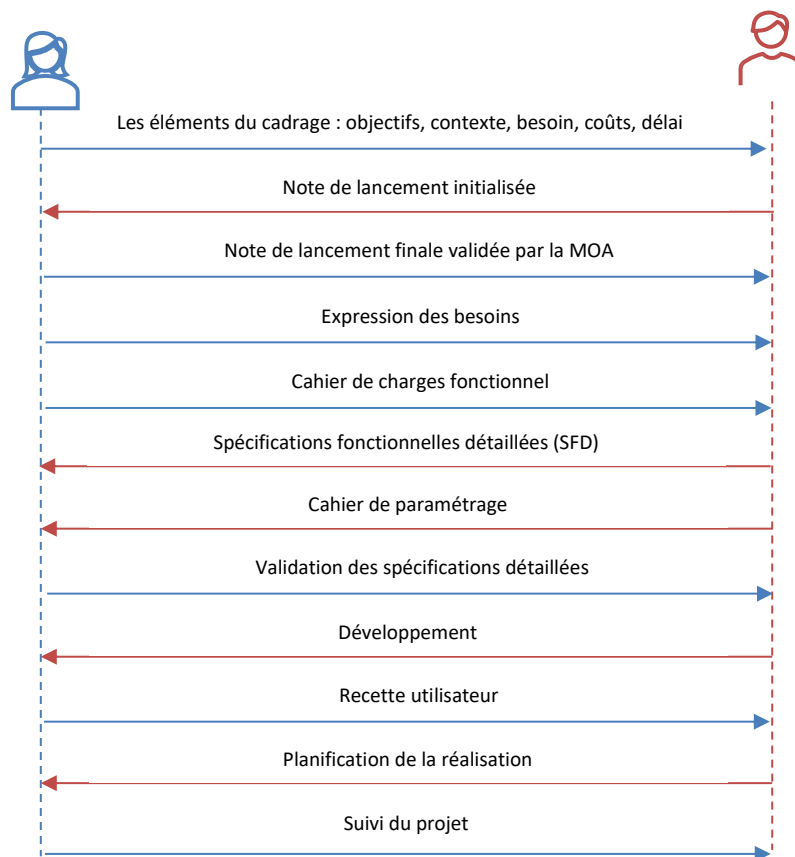 Les éléments du cadrage : objectifs, contexte, besoin, coûts, délai
Note de lancement initialisée
Note de lancement finale validée par la MOA
Expression des besoins
Cahier de charges fonctionnel
Spécifications fonctionnelles détaillées (SFD)
Cahier de paramétrage
Validation des spécifications détaillées
Développement
Recette utilisateur
Planification de la réalisation
Suivi du projet